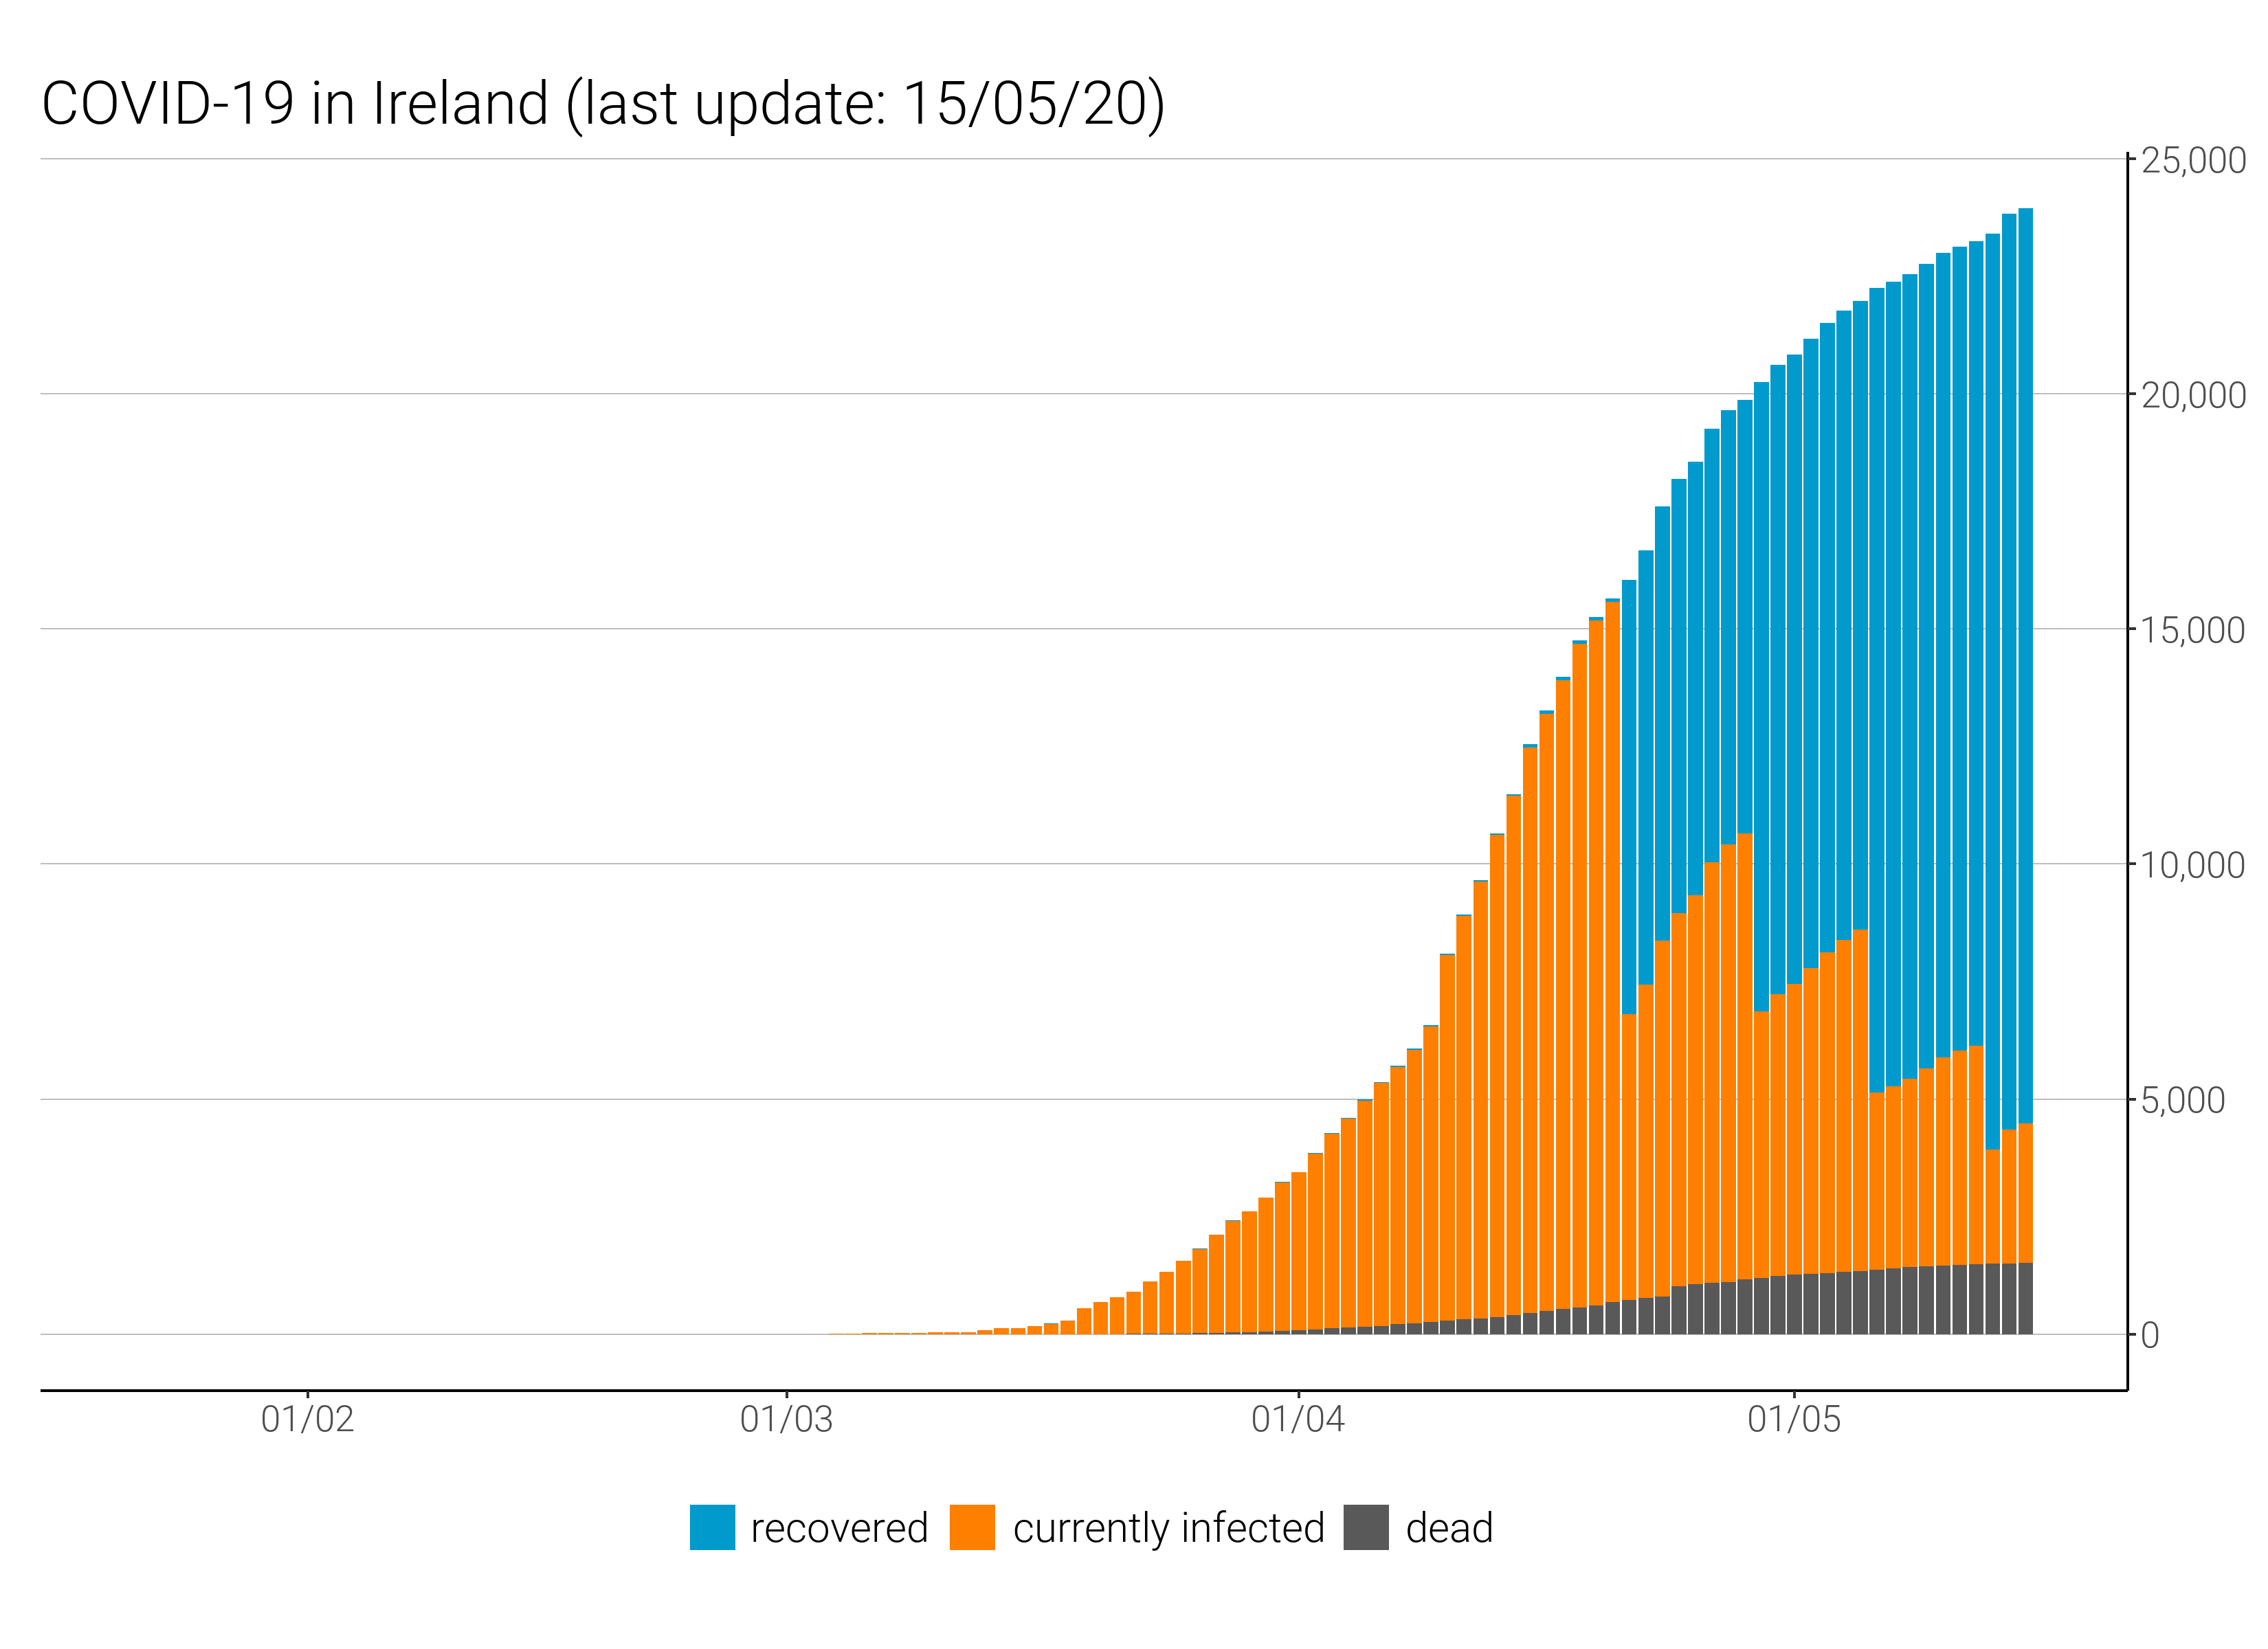 COVID-19 in Ireland (last update: 15/05/20)
25,000
20,000
15,000
10,000
5,000
0
01/02 01/03 01/04 01/05
recovered currently infected dead